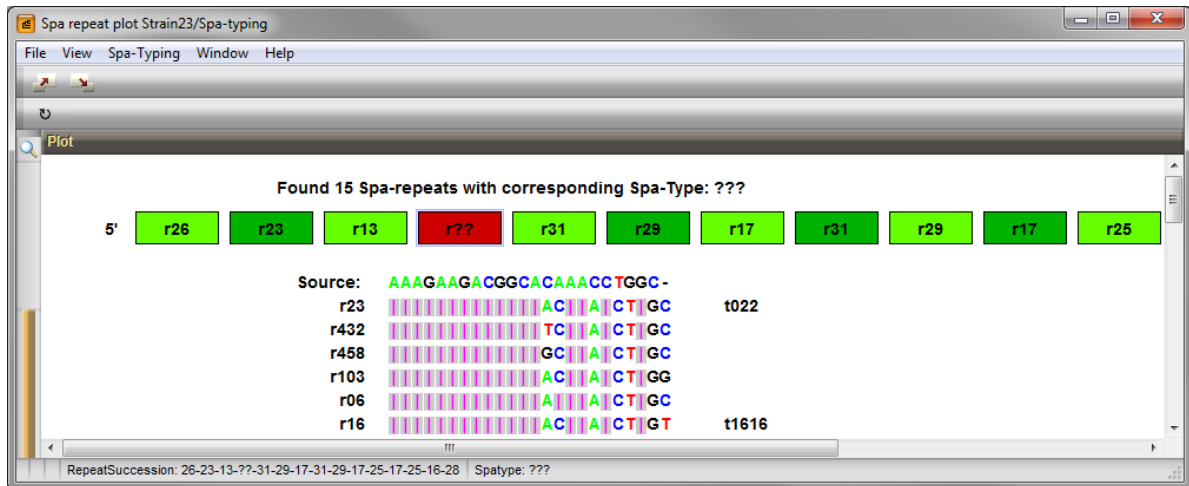 Spa repeat plot Strain23/Spa-typing
File View Spa-Typing Window Help
Plot
Found 15 Spa-repeats with corresponding Spa-Type: ???
5' r26 r23 r13 r?? r31 r29 r17 r31 r29 r17 r25
Source: AAAGAAGACGGCACAAACCTGGC-
r23 |||||||||||||AC||A|CT|GC t022
r432 |||||||||||||TC||A|CT|GC
r458 |||||||||||||GC||A|CT|GC
r103 |||||||||||||AC||A|CT|GG
r06 |||||||||||||A|||A|CT|GC
r16 |||||||||||||AC||A|CT|GT t1616
RepeatSuccession: 26-23-13-??-31-29-17-31-29-17-25-17-25-16-28 Spatype: ???